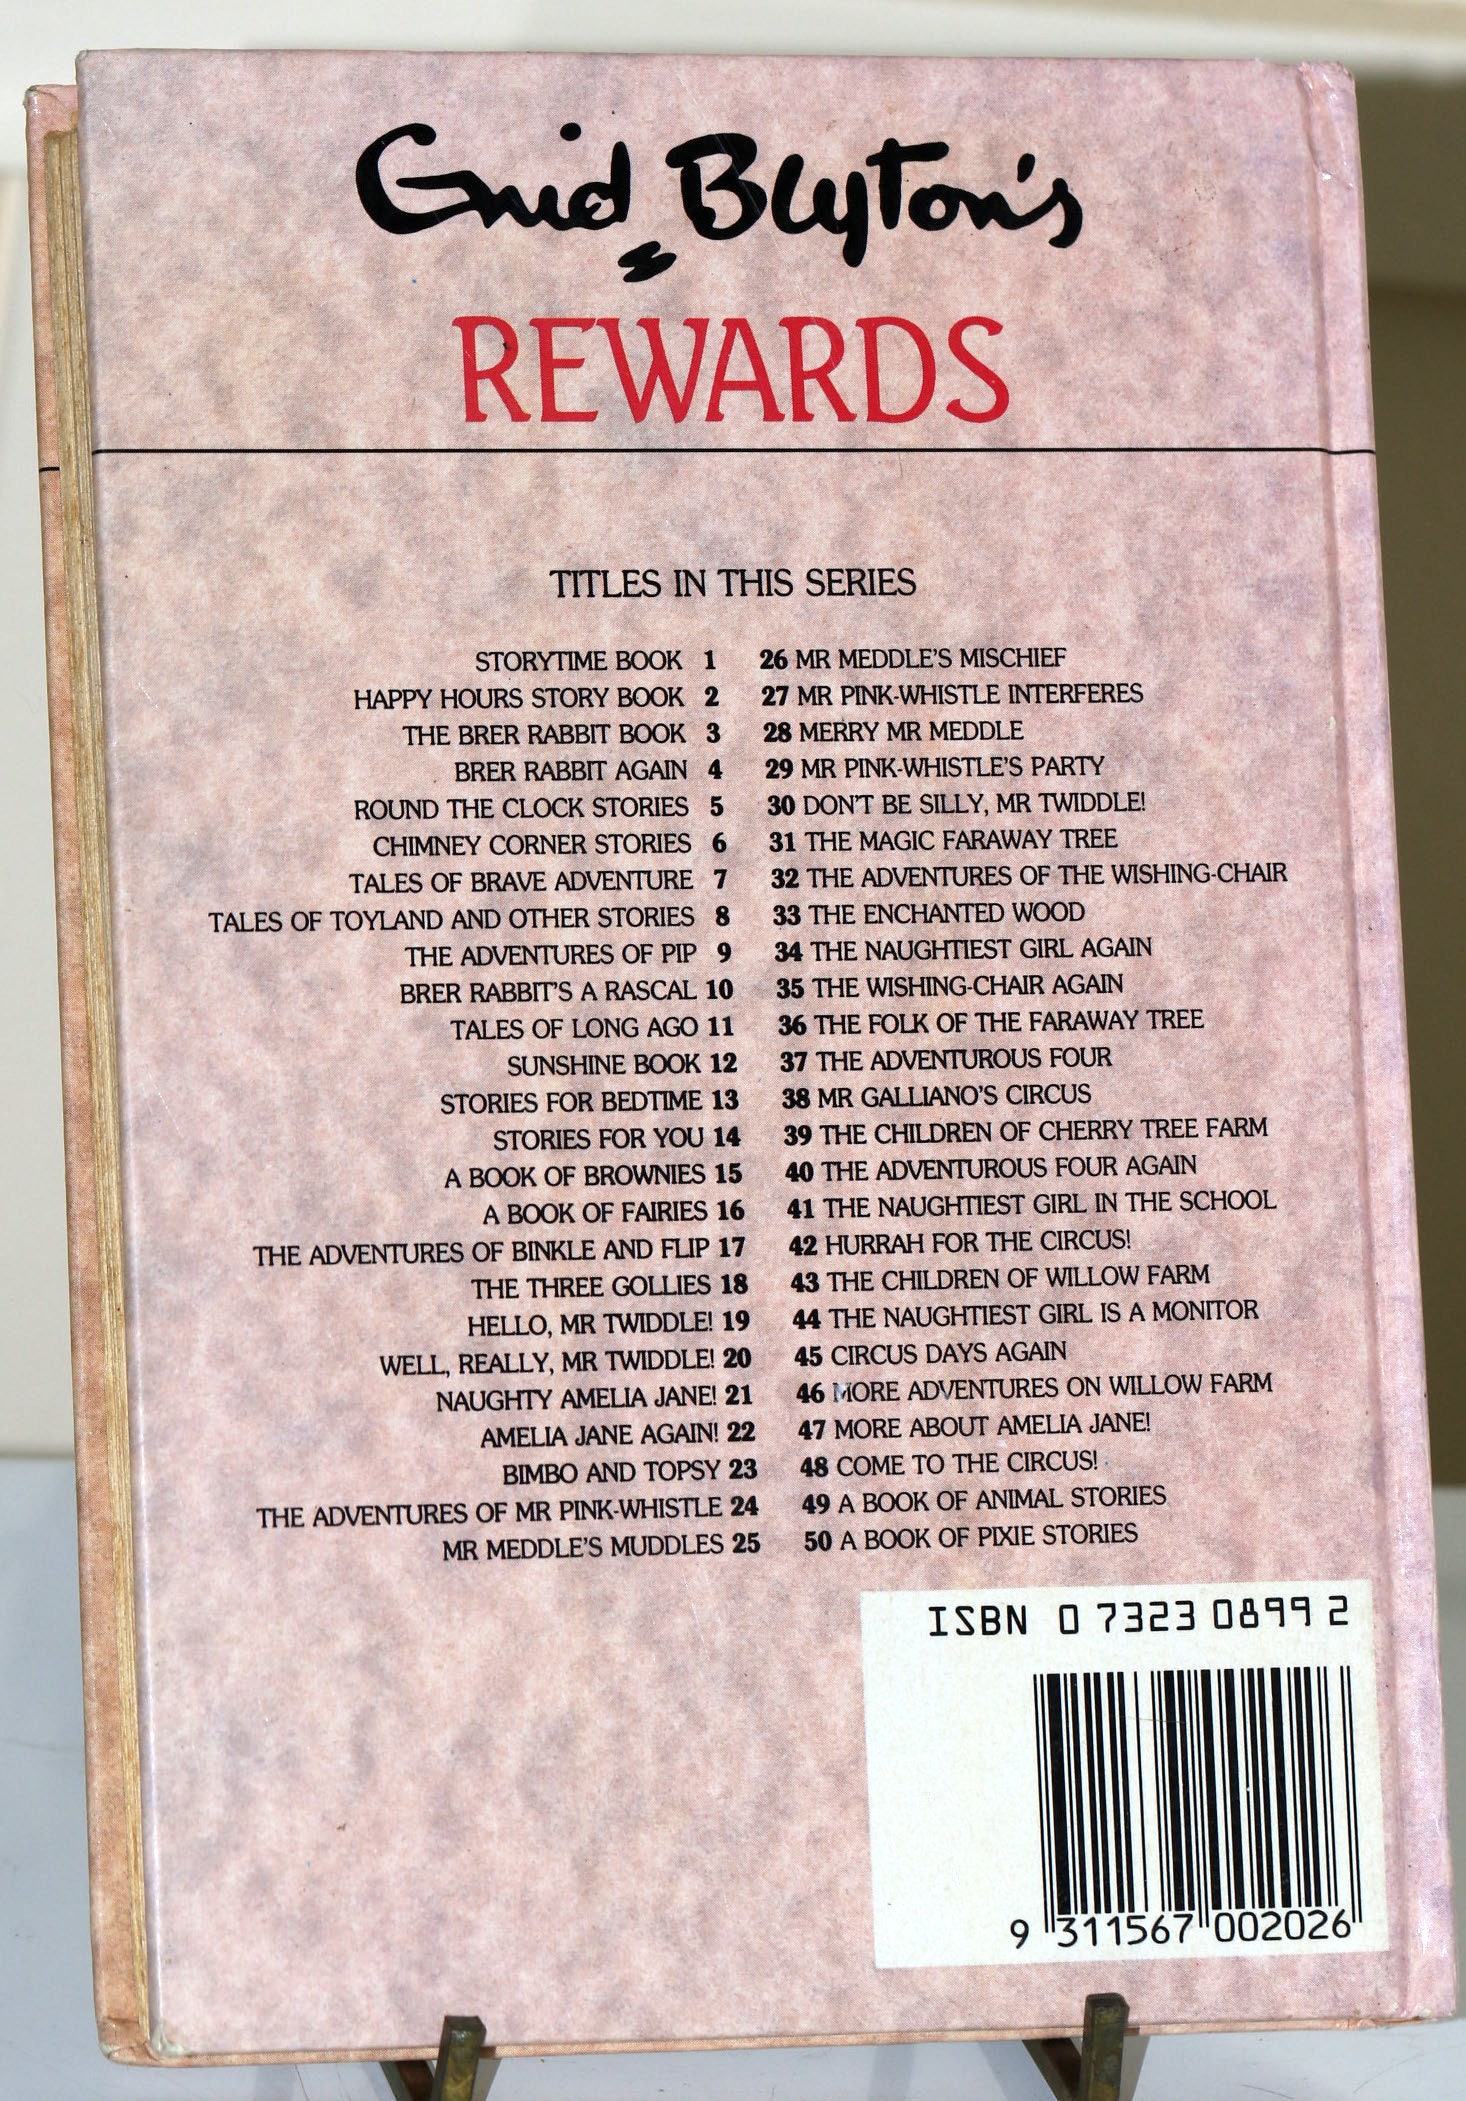 Enid Blyton's
REWARDS
TITLES IN THIS SERIES
STORYTIME BOOK 1
HAPPY HOURS STORY BOOK 2
THE BRER RABBIT BOOK 3
BRER RABBIT AGAIN 4
ROUND THE CLOCK STORIES 5
CHIMNEY CORNER STORIES 6
TALES OF BRAVE ADVENTURE 7
TALES OF TOYLAND AND OTHER STORIES 8
THE ADVENTURES OF PIP 9
BRER RABBIT'S A RASCAL 10
TALES OF LONG AGO 11
SUNSHINE BOOK 12
STORIES FOR BEDTIME 13
STORIES FOR YOU 14
A BOOK OF BROWNIES 15
A BOOK OF FAIRIES 16
THE ADVENTURES OF BINKLE AND FLIP 17
THE THREE GOLLIES 18
HELLO, MR TWIDDLE! 19
WELL, REALLY, MR TWIDDLE! 20
NAUGHTY AMELIA JANE! 21
AMELIA JANE AGAIN! 22
BIMBO AND TOPSY 23
THE ADVENTURES OF MR PINK-WHISTLE 24
MR MEDDLE'S MUDDLES 25
26 MR MEDDLE'S MISCHIEF
27 MR PINK-WHISTLE INTERFERES
28 MERRY MR MEDDLE
29 MR PINK-WHISTLE'S PARTY
30 DON'T BE SILLY, MR TWIDDLE!
31 THE MAGIC FARAWAY TREE
32 THE ADVENTURES OF THE WISHING-CHAIR
33 THE ENCHANTED WOOD
34 THE NAUGHTIEST GIRL AGAIN
35 THE WISHING-CHAIR AGAIN
36 THE FOLK OF THE FARAWAY TREE
37 THE ADVENTUROUS FOUR
38 MR GALLIANO'S CIRCUS
39 THE CHILDREN OF CHERRY TREE FARM
40 THE ADVENTUROUS FOUR AGAIN
41 THE NAUGHTIEST GIRL IN THE SCHOOL
42 HURRAH FOR THE CIRCUS!
43 THE CHILDREN OF WILLOW FARM
44 THE NAUGHTIEST GIRL IS A MONITOR
45 CIRCUS DAYS AGAIN
46 MORE ADVENTURES ON WILLOW FARM
47 MORE ABOUT AMELIA JANE!
48 COME TO THE CIRCUS!
49 A BOOK OF ANIMAL STORIES
50 A BOOK OF PIXIE STORIES
ISBN 0 7323 0899 2
9 311567 002026